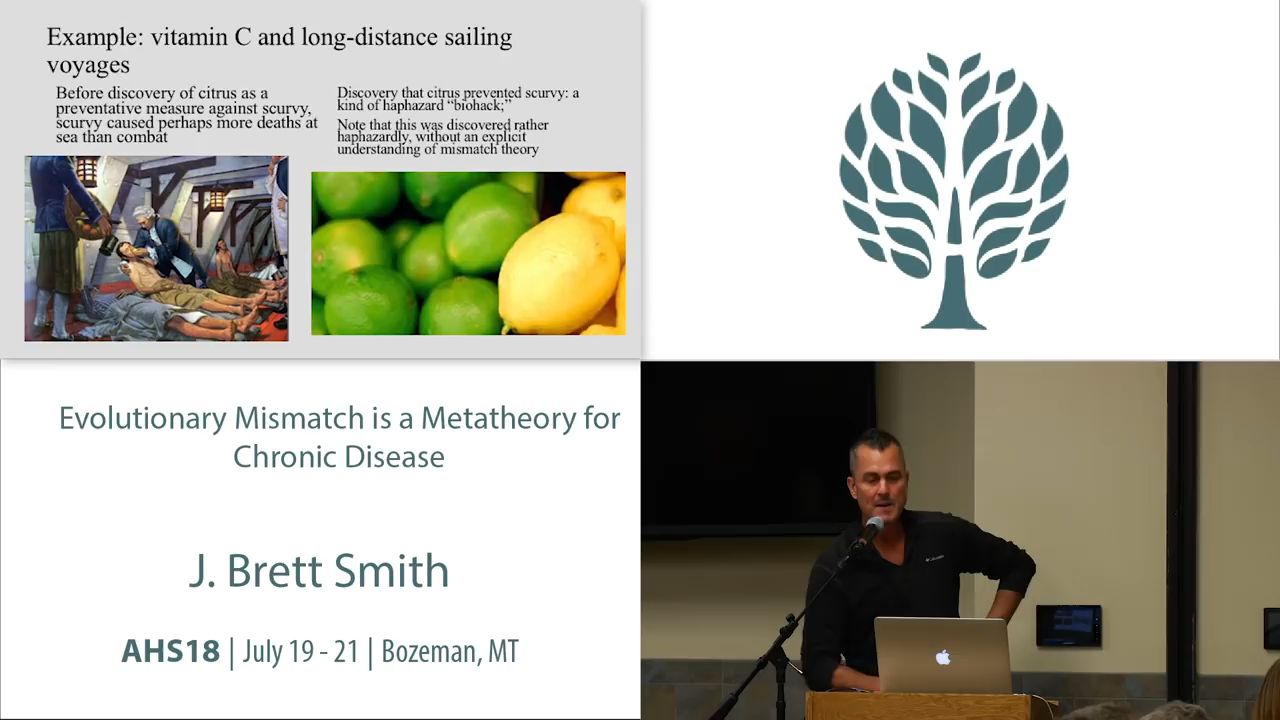 Example: vitamin C and long-distance sailing
voyages
Before discovery of citrus as a
preventative measure against scurvy,
scurvy caused perhaps more deaths at
sea than combat
Discovery that citrus prevented scurvy: a
kind of haphazard “biohack;”
Note that this was discovered rather
haphazardly, without an explicit
understanding of mismatch theory
Evolutionary Mismatch is a Metatheory for
Chronic Disease
J. Brett Smith
AHS18 | July 19 - 21 | Bozeman, MT
Columbia